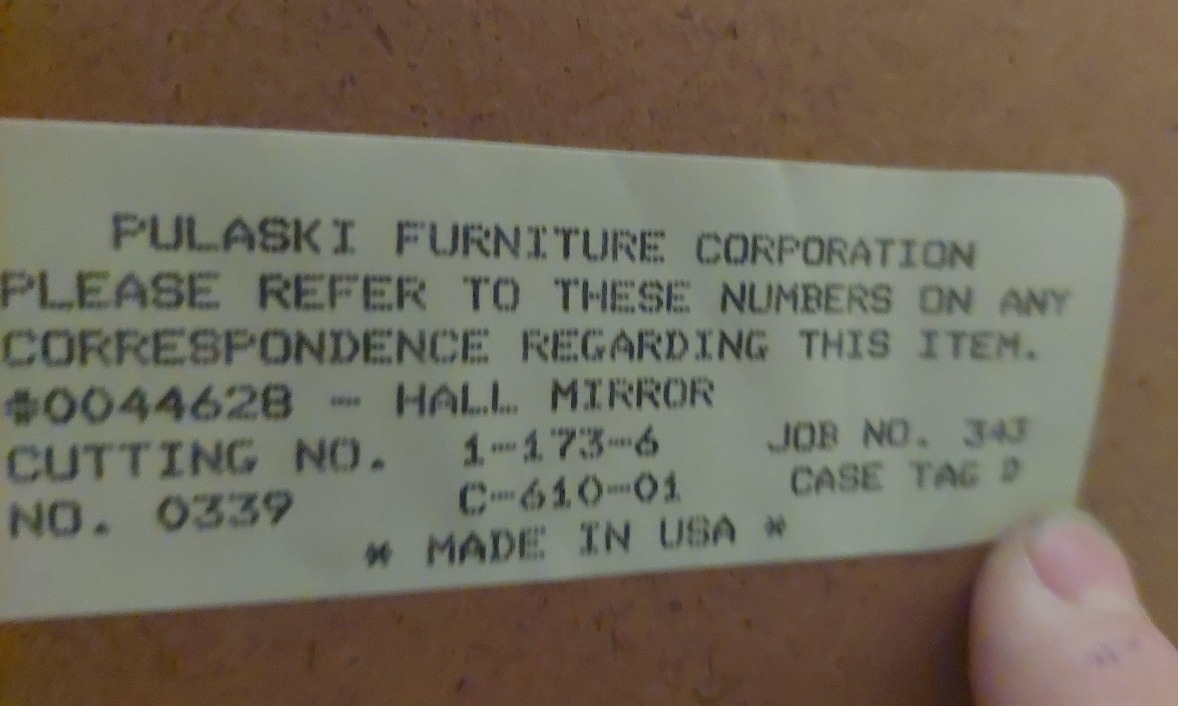 PULASKI FURNITURE CORPORATION
PLEASE REFER TO THESE NUMBERS ON ANY
CORRESPONDENCE REGARDING THIS ITEM.
#0044628 - HALL MIRROR
CUTTING NO. 1-173-6 JOB NO. 343
NO. 0339 C-610-01 CASE TAG D
* MADE IN USA *